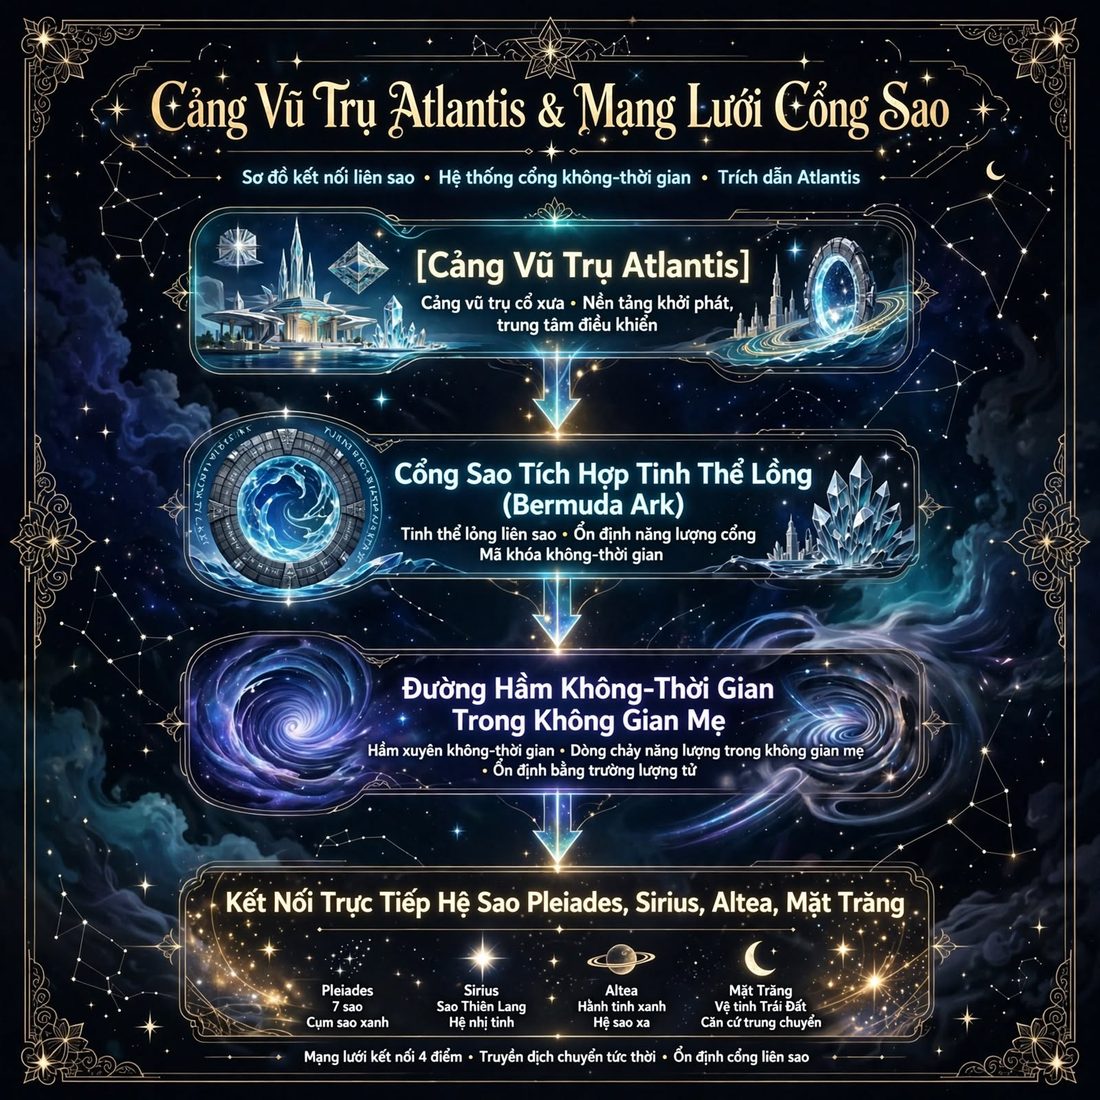 Cảng Vũ Trụ Atlantis & Mạng Lưới Cổng Sao
Sơ đồ kết nối liên sao • Hệ thống cổng không-thời gian • Trích dẫn Atlantis
[Cảng Vũ Trụ Atlantis]
Cảng vũ trụ cổ xưa • Nền tảng khởi phát,
trung tâm điều khiển
Cổng Sao Tích Hợp Tinh Thể Lồng
(Bermuda Ark)
Tinh thể lỏng liên sao • Ổn định năng lượng cổng
Mã khóa không-thời gian
Đường Hầm Không-Thời Gian
Trong Không Gian Mẹ
Hầm xuyên không-thời gian • Dòng chảy năng lượng trong không gian mẹ
• Ổn định bằng trường lượng tử
Kết Nối Trực Tiếp Hệ Sao Pleiades, Sirius, Altea, Mặt Trăng
Pleiades
7 sao
Cụm sao xanh
Sirius
Sao Thiên Lang
Hệ nhị tinh
Altea
Hành tinh xanh
Hệ sao xa
Mặt Trăng
Vệ tinh Trái Đất
Căn cứ trung chuyển
Mạng lưới kết nối 4 điểm • Truyền dịch chuyển tức thời • Ổn định cổng liên sao